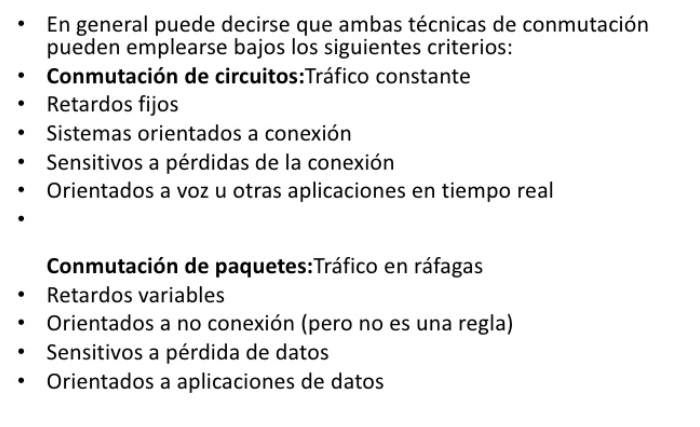 • En general puede decirse que ambas técnicas de conmutación
pueden emplearse bajos los siguientes criterios:
• Conmutación de circuitos:Tráfico constante
• Retardos fijos
• Sistemas orientados a conexión
• Sensitivos a pérdidas de la conexión
• Orientados a voz u otras aplicaciones en tiempo real
•
Conmutación de paquetes:Tráfico en ráfagas
• Retardos variables
• Orientados a no conexión (pero no es una regla)
• Sensitivos a pérdida de datos
• Orientados a aplicaciones de datos